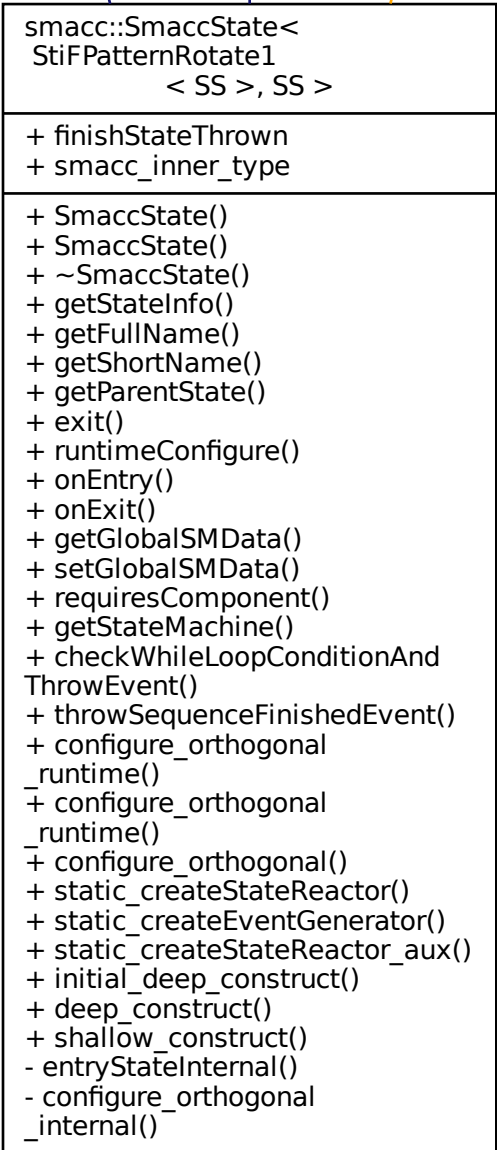 smacc::SmaccState<
StiFPatternRotate1
< SS >, SS >
+ finishStateThrown
+ smacc_inner_type
+ SmaccState()
+ SmaccState()
+ ~SmaccState()
+ getStateInfo()
+ getFullName()
+ getShortName()
+ getParentState()
+ exit()
+ runtimeConfigure()
+ onEntry()
+ onExit()
+ getGlobalSMData()
+ setGlobalSMData()
+ requiresComponent()
+ getStateMachine()
+ checkWhileLoopConditionAnd
ThrowEvent()
+ throwSequenceFinishedEvent()
+ configure_orthogonal
_runtime()
+ configure_orthogonal
_runtime()
+ configure_orthogonal()
+ static_createStateReactor()
+ static_createEventGenerator()
+ static_createStateReactor_aux()
+ initial_deep_construct()
+ deep_construct()
+ shallow_construct()
- entryStateInternal()
- configure_orthogonal
_internal()